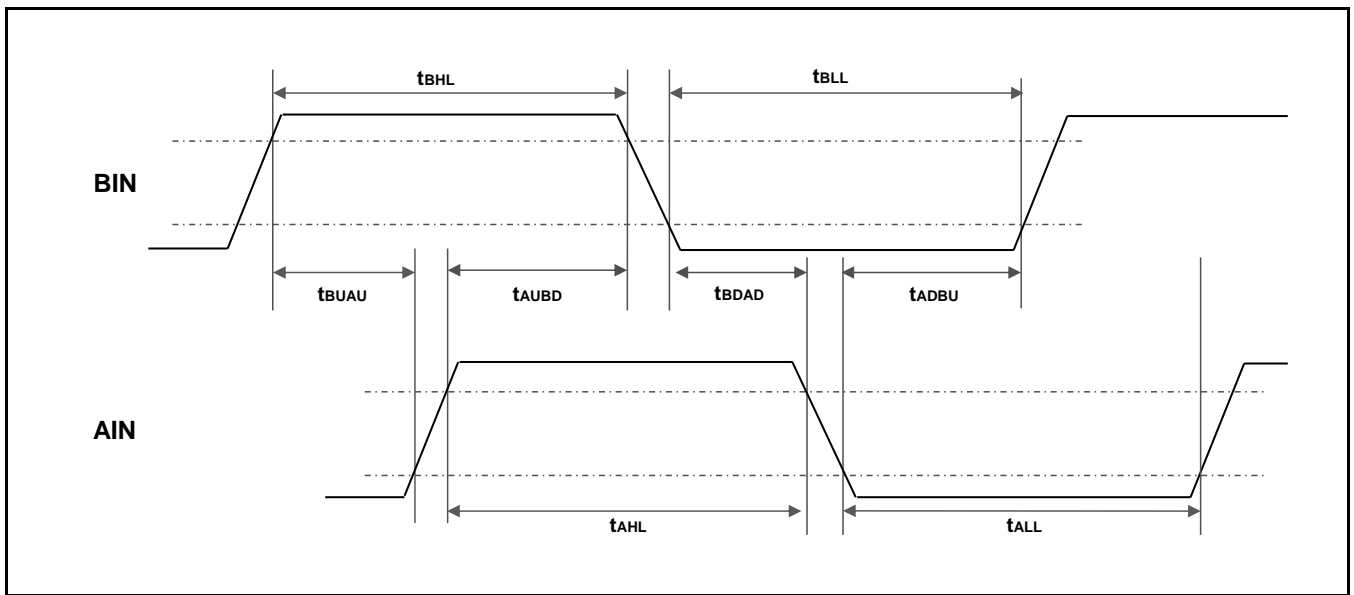 tBHL tBLL
BIN
tBUAU tAUBD tBDAD tADBU
AIN
tAHL tALL